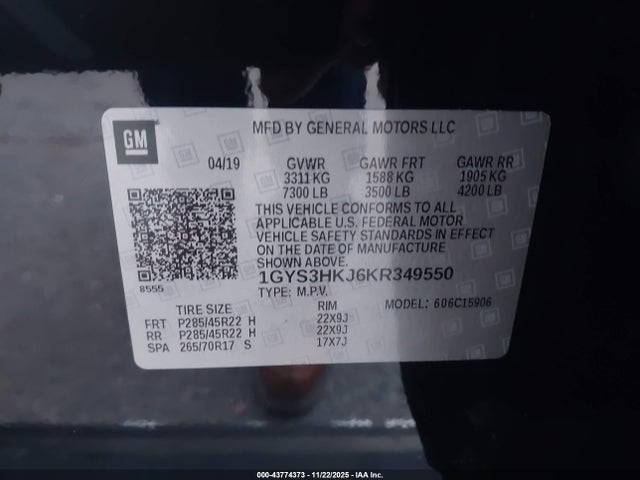 GM
MFD BY GENERAL MOTORS LLC
04/19 GVWR GAWR FRT GAWR RR
3311 KG 1588 KG 1905 KG
7300 LB 3500 LB 4200 LB
THIS VEHICLE CONFORMS TO ALL
APPLICABLE U.S. FEDERAL MOTOR
VEHICLE SAFETY STANDARDS IN EFFECT
ON THE DATE OF MANUFACTURE
SHOWN ABOVE.
8555
1GYS3HKJ6KR349550
TYPE: M.P.V. MODEL: 606C15906
TIRE SIZE RIM
FRT P285/45R22 H 22X9J
RR P285/45R22 H 22X9J
SPA 265/70R17 S 17X7J
000-43774373 - 11/22/2025 - IAA Inc.